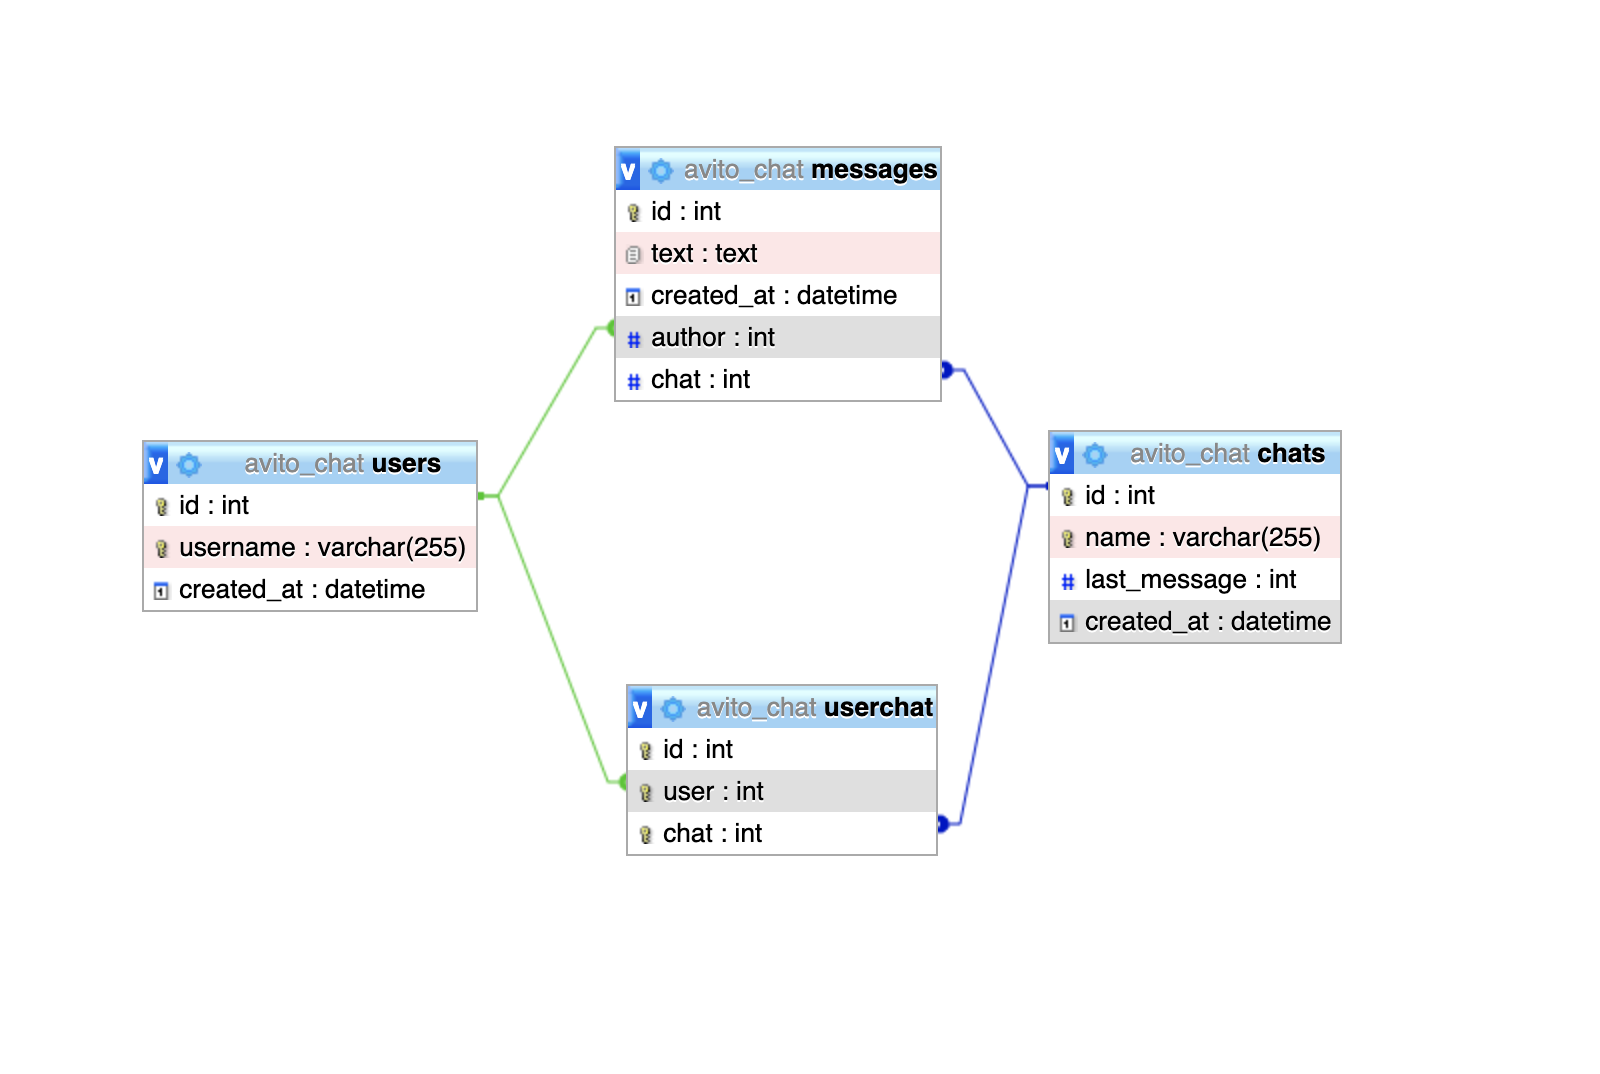 v avito_chat messages
id : int
text : text
created_at : datetime
# author : int
# chat : int
v avito_chat users
id : int
username : varchar(255)
created_at : datetime
v avito_chat chats
id : int
name : varchar(255)
# last_message : int
created_at : datetime
v avito_chat userchat
id : int
user : int
chat : int